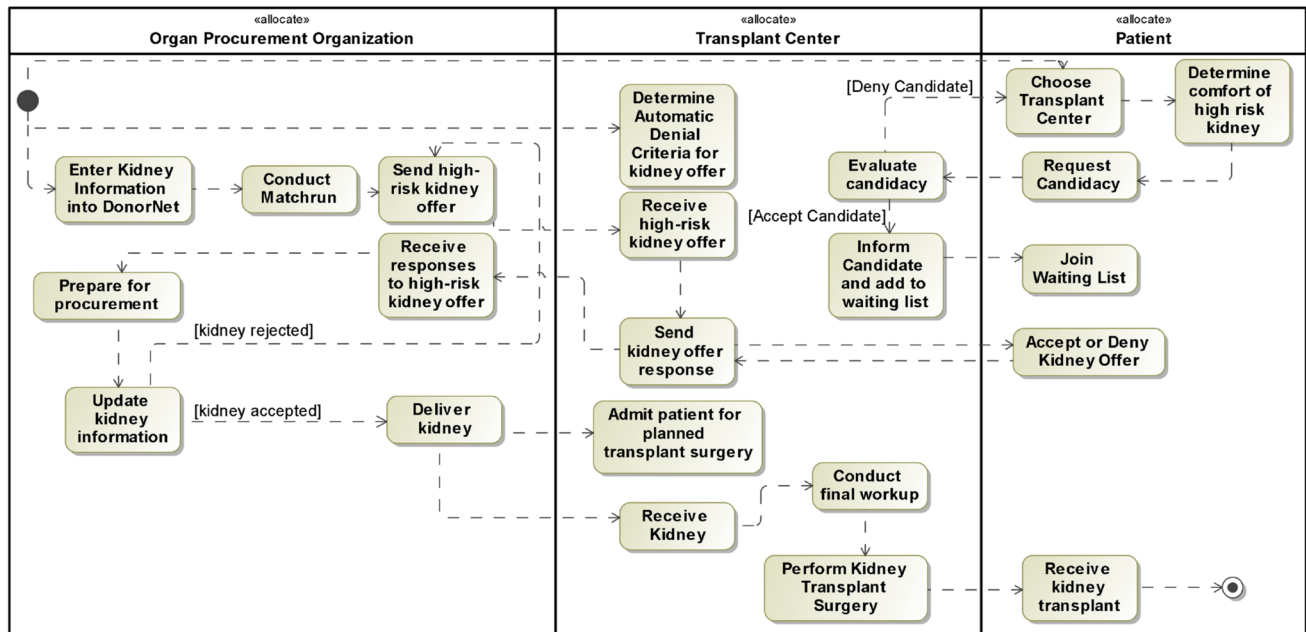 «allocate»
Organ Procurement Organization
«allocate»
Transplant Center
«allocate»
Patient
Enter Kidney
Information
into DonorNet
Conduct
Matchrun
Send high-
risk kidney
offer
Receive
responses
to high-risk
kidney offer
Prepare for
procurement
[kidney rejected]
Update
kidney
information
[kidney accepted]
Deliver
kidney
Determine
Automatic
Denial
Criteria for
kidney offer
Receive
high-risk
kidney offer
Send
kidney offer
response
Admit patient for
planned
transplant surgery
Receive
Kidney
[Deny Candidate]
Evaluate
candidacy
[Accept Candidate]
Inform
Candidate
and add to
waiting list
Conduct
final workup
Perform Kidney
Transplant
Surgery
Choose
Transplant
Center
Determine
comfort of
high risk
kidney
Request
Candidacy
Join
Waiting List
Accept or Deny
Kidney Offer
Receive
kidney
transplant